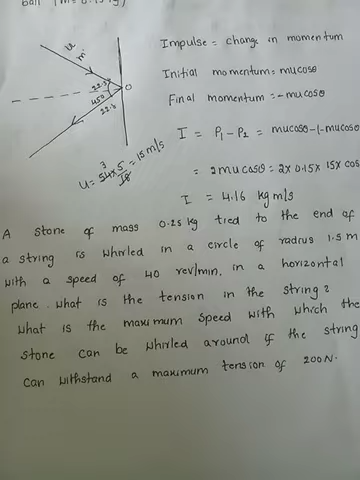 ball (m = 0.15 kg)
Impulse = change in momentum
u
m
Initial momentum = mucosθ
22.5°
45°
22.5
O
Final momentum = -mucosθ
I = P1 - P2 = mucosθ-(-mucosθ
u = 54 x 5/18 = 15 m/s
3
= 2mucosθ = 2x 0.15x 15x cos
I = 4.16 kg m/s
A stone of mass 0.25 kg tied to the end of
a string is whirled in a circle of radius 1.5 m
with a speed of 40 rev/min. in a horizontal
plane. what is the tension in the string?
what is the maximum speed with which the
stone can be whirled around if the string
can withstand a maximum tension of 200 N.